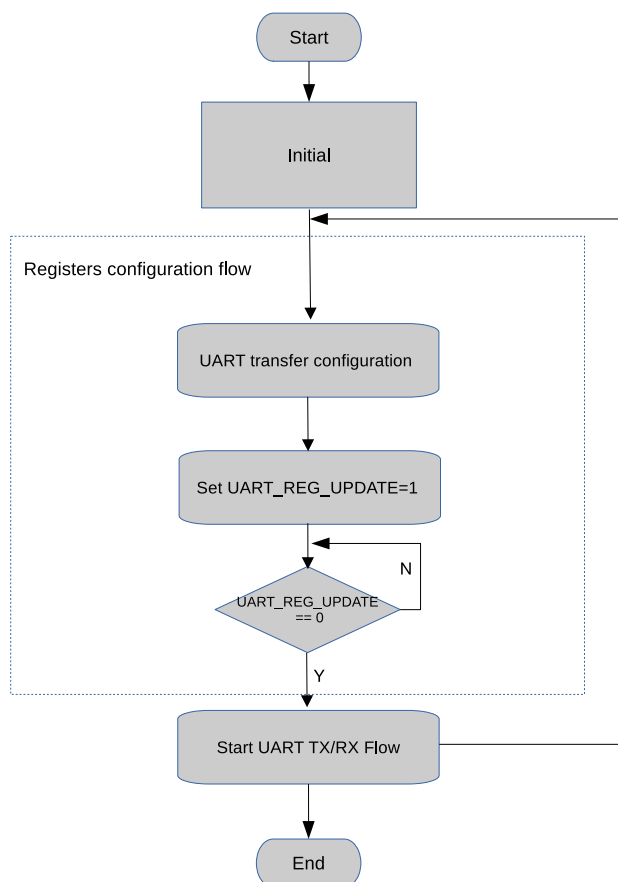 Start
Initial
Registers configuration flow
UART transfer configuration
Set UART_REG_UPDATE=1
N
UART_REG_UPDATE
== 0
Y
Start UART TX/RX Flow
End